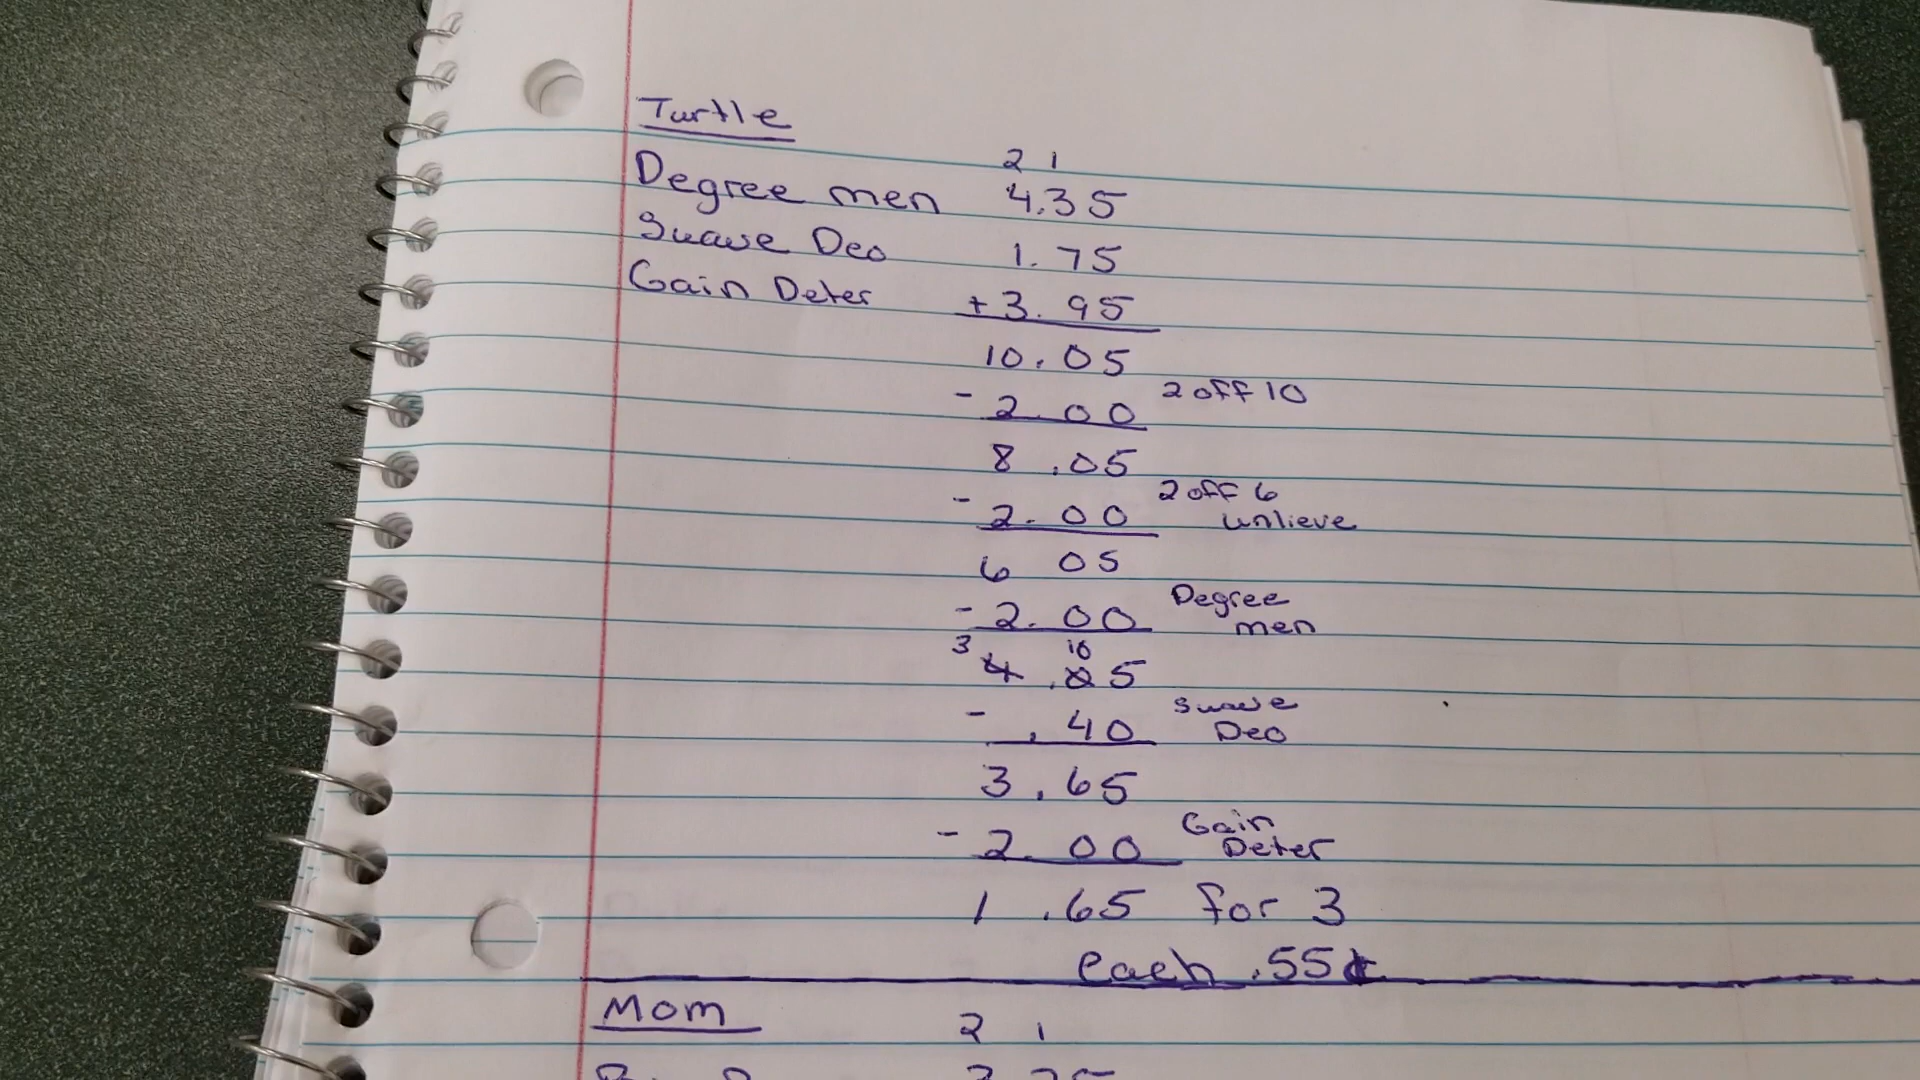 Turtle
2 1
Degree men 4.35
Suave Deo 1.75
Gain Deter +3.95
10.05
-2.00 2 off 10
8.05
-2.00 2 off 6
unlieve
6 05
-2.00 Degree
men
3 10
4.05
-.40 Suave
Deo
3.65
-2.00 Gain
Deter
1.65 for 3
each .55¢
Mom
2 1